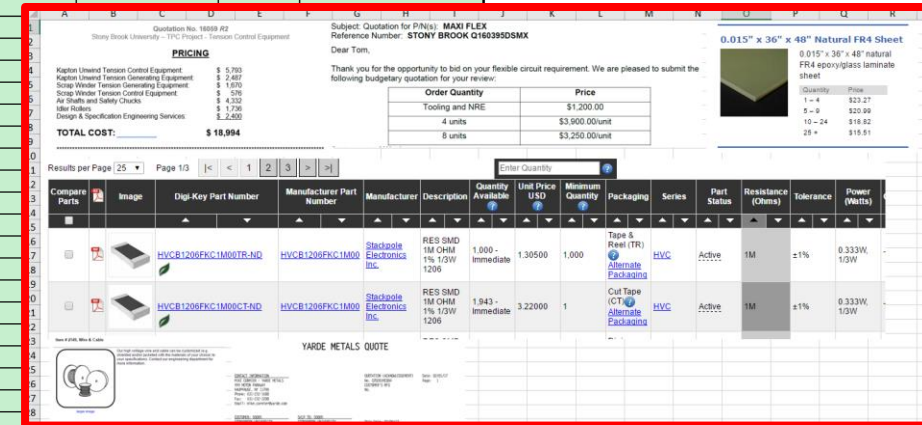 A B C D E F G H I J K L M N O P Q R
Quotation No. 16059 R2
Stony Brook University – TPC Project - Tension Control Equipment
PRICING
Kapton Unwind Tension Control Equipment $ 5,793
Kapton Unwind Tension Generating Equipment $ 2,487
Scrap Winder Tension Generating Equipment $ 1,670
Scrap Winder Tension Control Equipment $ 576
Air Shafts and Safety Chucks $ 4,332
Idler Rollers $ 1,736
Design & Specification Engineering Services $ 2,400
TOTAL COST: $ 18,994
Subject: Quotation for P/N(s): MAXI FLEX
Reference Number: STONY BROOK Q160395DSMX
Dear Tom,
Thank you for the opportunity to bid on your flexible circuit requirement. We are pleased to submit the
following budgetary quotation for your review:
Order Quantity Price
Tooling and NRE $1,200.00
4 units $3,900.00/unit
8 units $3,250.00/unit
0.015" x 36" x 48" Natural FR4 Sheet
0.015" x 36" x 48" natural
FR4 epoxy/glass laminate
sheet
Quantity Price
1 – 4 $23.27
5 – 9 $20.99
10 – 24 $18.82
25 + $15.51
Results per Page 25 Page 1/3 |< < 1 2 3 > >| Enter Quantity
Compare Parts Image Digi-Key Part Number Manufacturer Part Number Manufacturer Description Quantity Available Unit Price USD Minimum Quantity Packaging Series Part Status Resistance (Ohms) Tolerance Power (Watts)
HVCB1206FKC1M00TR-ND HVCB1206FKC1M00 Stackpole Electronics Inc. RES SMD 1M OHM 1% 1/3W 1206 1,000 - Immediate 1.30500 1,000 Tape & Reel (TR) Alternate Packaging HVC Active 1M ±1% 0.333W, 1/3W
HVCB1206FKC1M00CT-ND HVCB1206FKC1M00 Stackpole Electronics Inc. RES SMD 1M OHM 1% 1/3W 1206 1,943 - Immediate 3.22000 1 Cut Tape (CT) Alternate Packaging HVC Active 1M ±1% 0.333W, 1/3W
YARDE METALS QUOTE